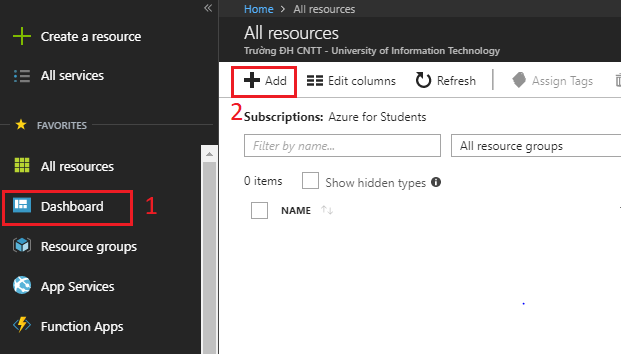 Create a resource
All services
FAVORITES
All resources
Dashboard
1
Resource groups
App Services
Function Apps
Home > All resources
All resources
Trường ĐH CNTT - University of Information Technology
Add
Edit columns
Refresh
Assign Tags
2
Subscriptions: Azure for Students
Filter by name...
All resource groups
0 items
Show hidden types
NAME